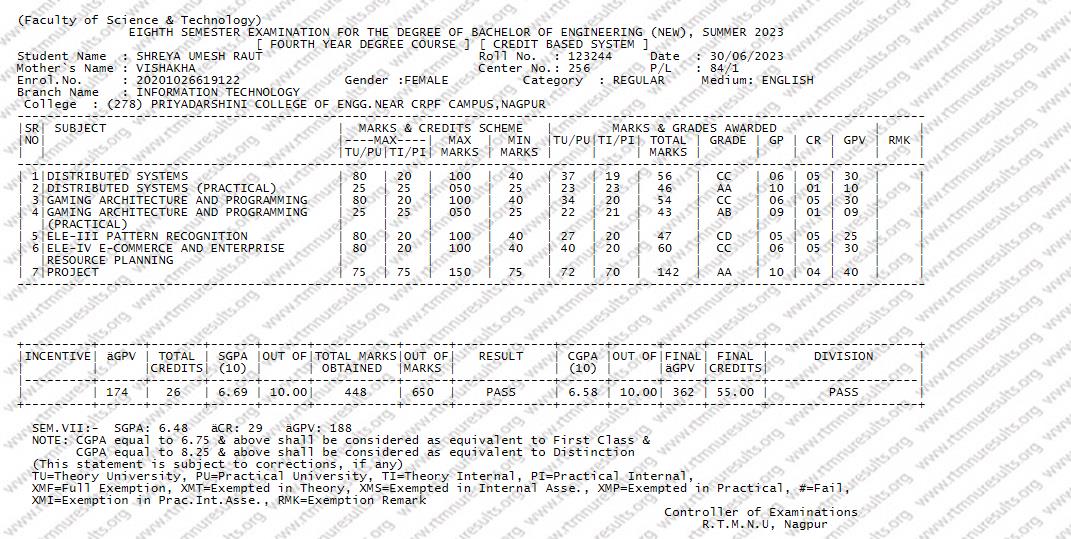 (Faculty of Science & Technology)
EIGHTH SEMESTER EXAMINATION FOR THE DEGREE OF BACHELOR OF ENGINEERING (NEW), SUMMER 2023
[ FOURTH YEAR DEGREE COURSE ] [ CREDIT BASED SYSTEM ]
Student Name : SHREYA UMESH RAUT Roll No. : 123244 Date : 30/06/2023
Mother`s Name : VISHAKHA Center No.: 256 P/L : 84/1
Enrol.No. : 20201026619122 Gender :FEMALE Category : REGULAR Medium: ENGLISH
Branch Name : INFORMATION TECHNOLOGY
College : (278) PRIYADARSHINI COLLEGE OF ENGG.NEAR CRPF CAMPUS,NAGPUR
|SR| SUBJECT | MARKS & CREDITS SCHEME | MARKS & GRADES AWARDED | |
|NO| |----MAX----| MAX | MIN |TU/PU|TI/PI| TOTAL | GRADE | GP | CR | GPV | RMK |
| | |TU/PU|TI/PI| MARKS | MARKS | | | MARKS | | | | | |
| 1|DISTRIBUTED SYSTEMS | 80 | 20 | 100 | 40 | 37 | 19 | 56 | CC | 06 | 05 | 30 | |
| 2|DISTRIBUTED SYSTEMS (PRACTICAL) | 25 | 25 | 050 | 25 | 23 | 23 | 46 | AA | 10 | 01 | 10 | |
| 3|GAMING ARCHITECTURE AND PROGRAMMING | 80 | 20 | 100 | 40 | 34 | 20 | 54 | CC | 06 | 05 | 30 | |
| 4|GAMING ARCHITECTURE AND PROGRAMMING | 25 | 25 | 050 | 25 | 22 | 21 | 43 | AB | 09 | 01 | 09 | |
|(PRACTICAL)
| 5|ELE-III PATTERN RECOGNITION | 80 | 20 | 100 | 40 | 27 | 20 | 47 | CD | 05 | 05 | 25 | |
| 6|ELE-IV E-COMMERCE AND ENTERPRISE | 80 | 20 | 100 | 40 | 40 | 20 | 60 | CC | 06 | 05 | 30 | |
|RESOURCE PLANNING
| 7|PROJECT | 75 | 75 | 150 | 75 | 72 | 70 | 142 | AA | 10 | 04 | 40 | |
|INCENTIVE| äGPV | TOTAL | SGPA |OUT OF|TOTAL MARKS|OUT OF| RESULT | CGPA |OUT OF|FINAL | FINAL | DIVISION |
| | |CREDITS| (10) | | OBTAINED |MARKS | | (10) | |äGPV |CREDITS| |
| | 174 | 26 | 6.69 | 10.00| 448 | 650 | PASS | 6.58 | 10.00| 362 | 55.00 | PASS |
SEM.VII:- SGPA: 6.48 äCR: 29 äGPV: 188
NOTE: CGPA equal to 6.75 & above shall be considered as equivalent to First Class &
CGPA equal to 8.25 & above shall be considered as equivalent to Distinction
(This statement is subject to corrections, if any)
TU=Theory University, PU=Practical University, TI=Theory Internal, PI=Practical Internal,
XMF=Full Exemption, XMT=Exempted in Theory, XMS=Exempted in Internal Asse., XMP=Exempted in Practical, #=Fail,
XMI=Exemption in Prac.Int.Asse., RMK=Exemption Remark
Controller of Examinations
R.T.M.N.U, Nagpur
www.rtmnuresults.org